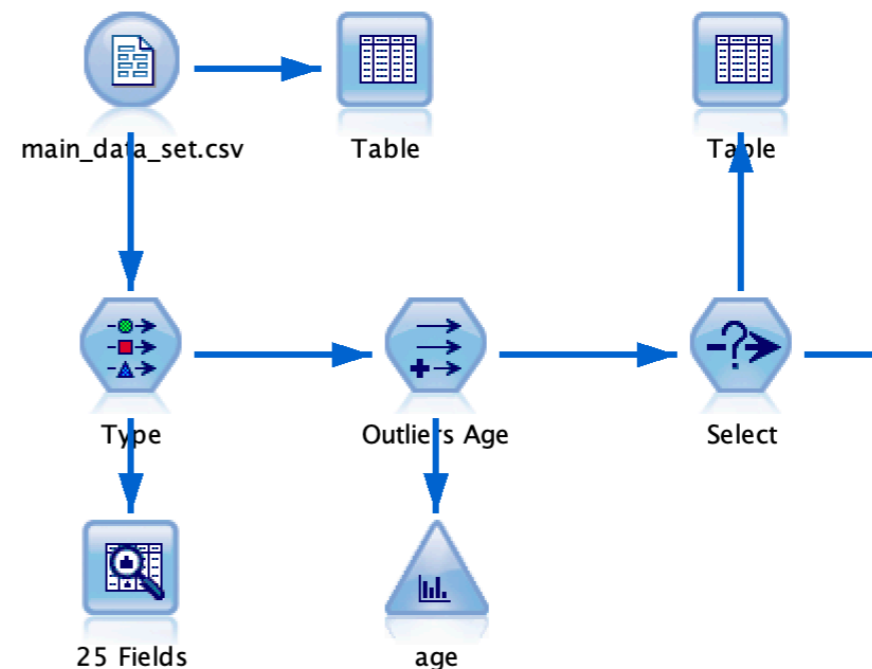 main_data_set.csv
Table
Table
Type
Outliers Age
Select
25 Fields
age